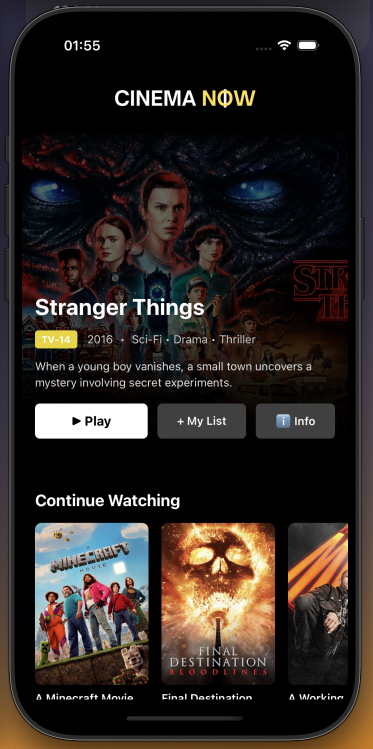 01:55
CINEMA NOW
STR
TH
Stranger Things
TV-14 2016 • Sci-Fi • Drama • Thriller
When a young boy vanishes, a small town uncovers a
mystery involving secret experiments.
▶ Play + My List ℹ️ Info
Continue Watching
MINECRAFT
MOVIE
FINAL
DESTINATION
BLOODLINES
A Minecraft Movie Final Destination A Working